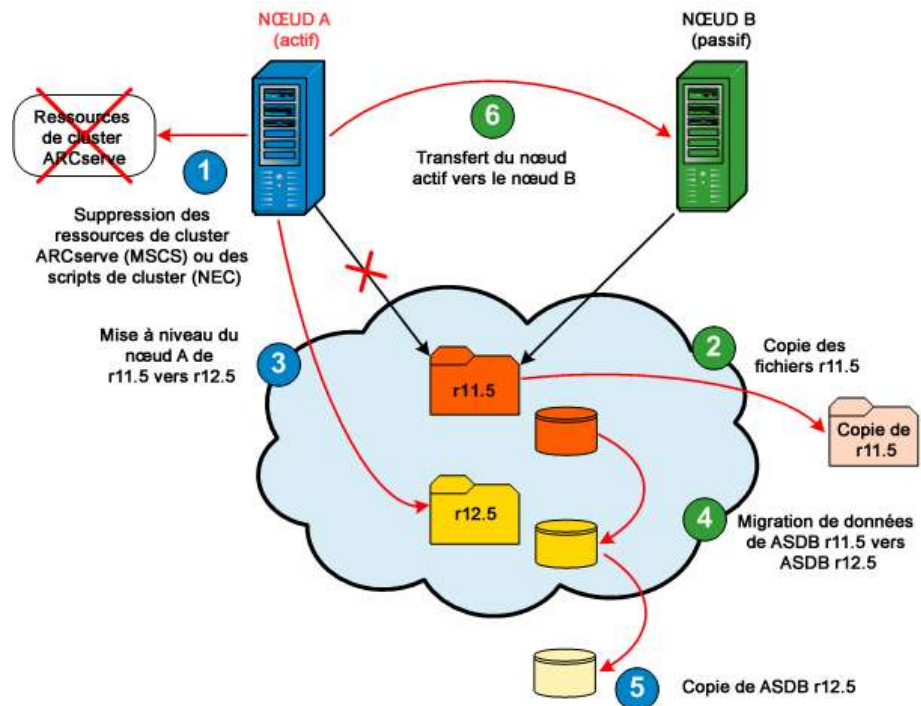 NŒUD A
(actif)
NŒUD B
(passif)
Ressources
de cluster
ARCserve
1
Suppression des
ressources de cluster
ARCserve (MSCS) ou des
scripts de cluster (NEC)
6
Transfert du nœud
actif vers le nœud B
Mise à niveau du
nœud A de
r11.5 vers r12.5
3
2
Copie des
fichiers r11.5
r11.5
Copie de
r11.5
r12.5
4
Migration de données
de ASDB r11.5 vers
ASDB r12.5
5
Copie de ASDB r12.5